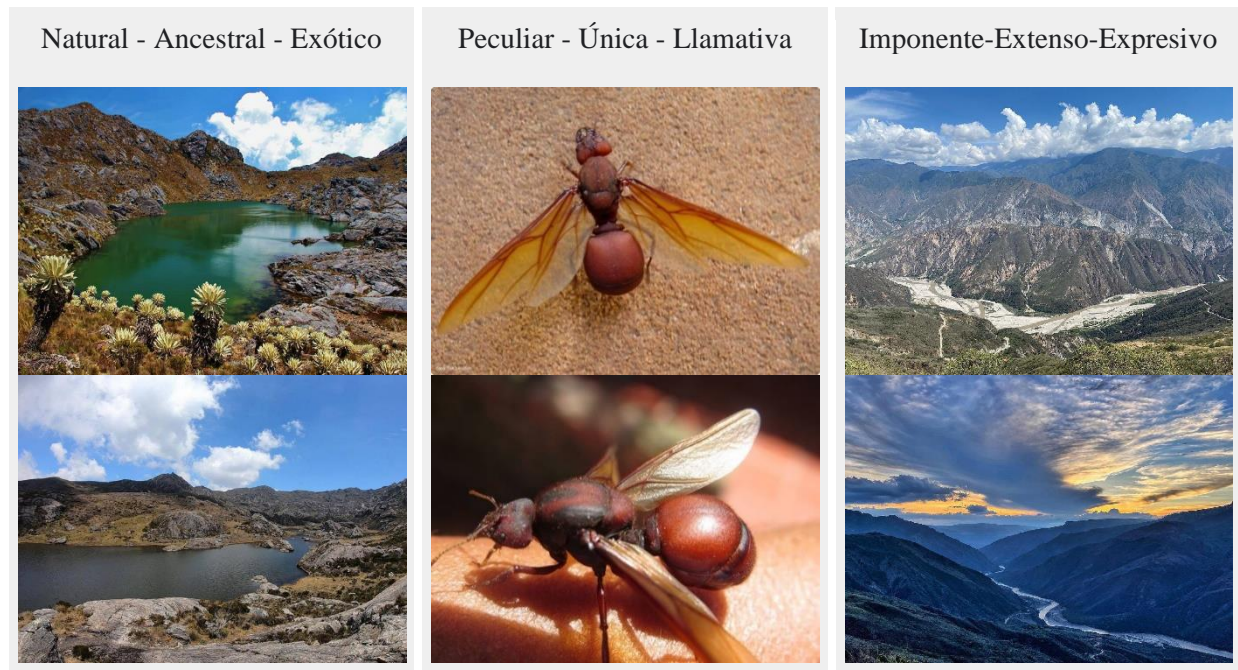 Natural - Ancestral - Exótico
Peculiar - Única - Llamativa
Imponente-Extenso-Expresivo